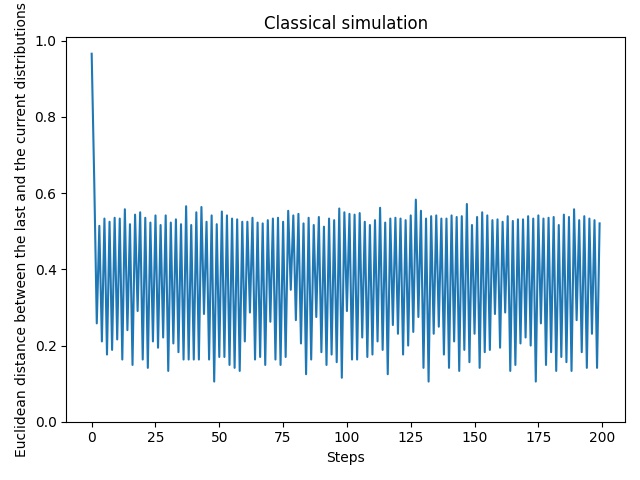 Classical simulation
Euclidean distance between the last and the current distributions
1.0
0.8
0.6
0.4
0.2
0.0
0 25 50 75 100 125 150 175 200
Steps